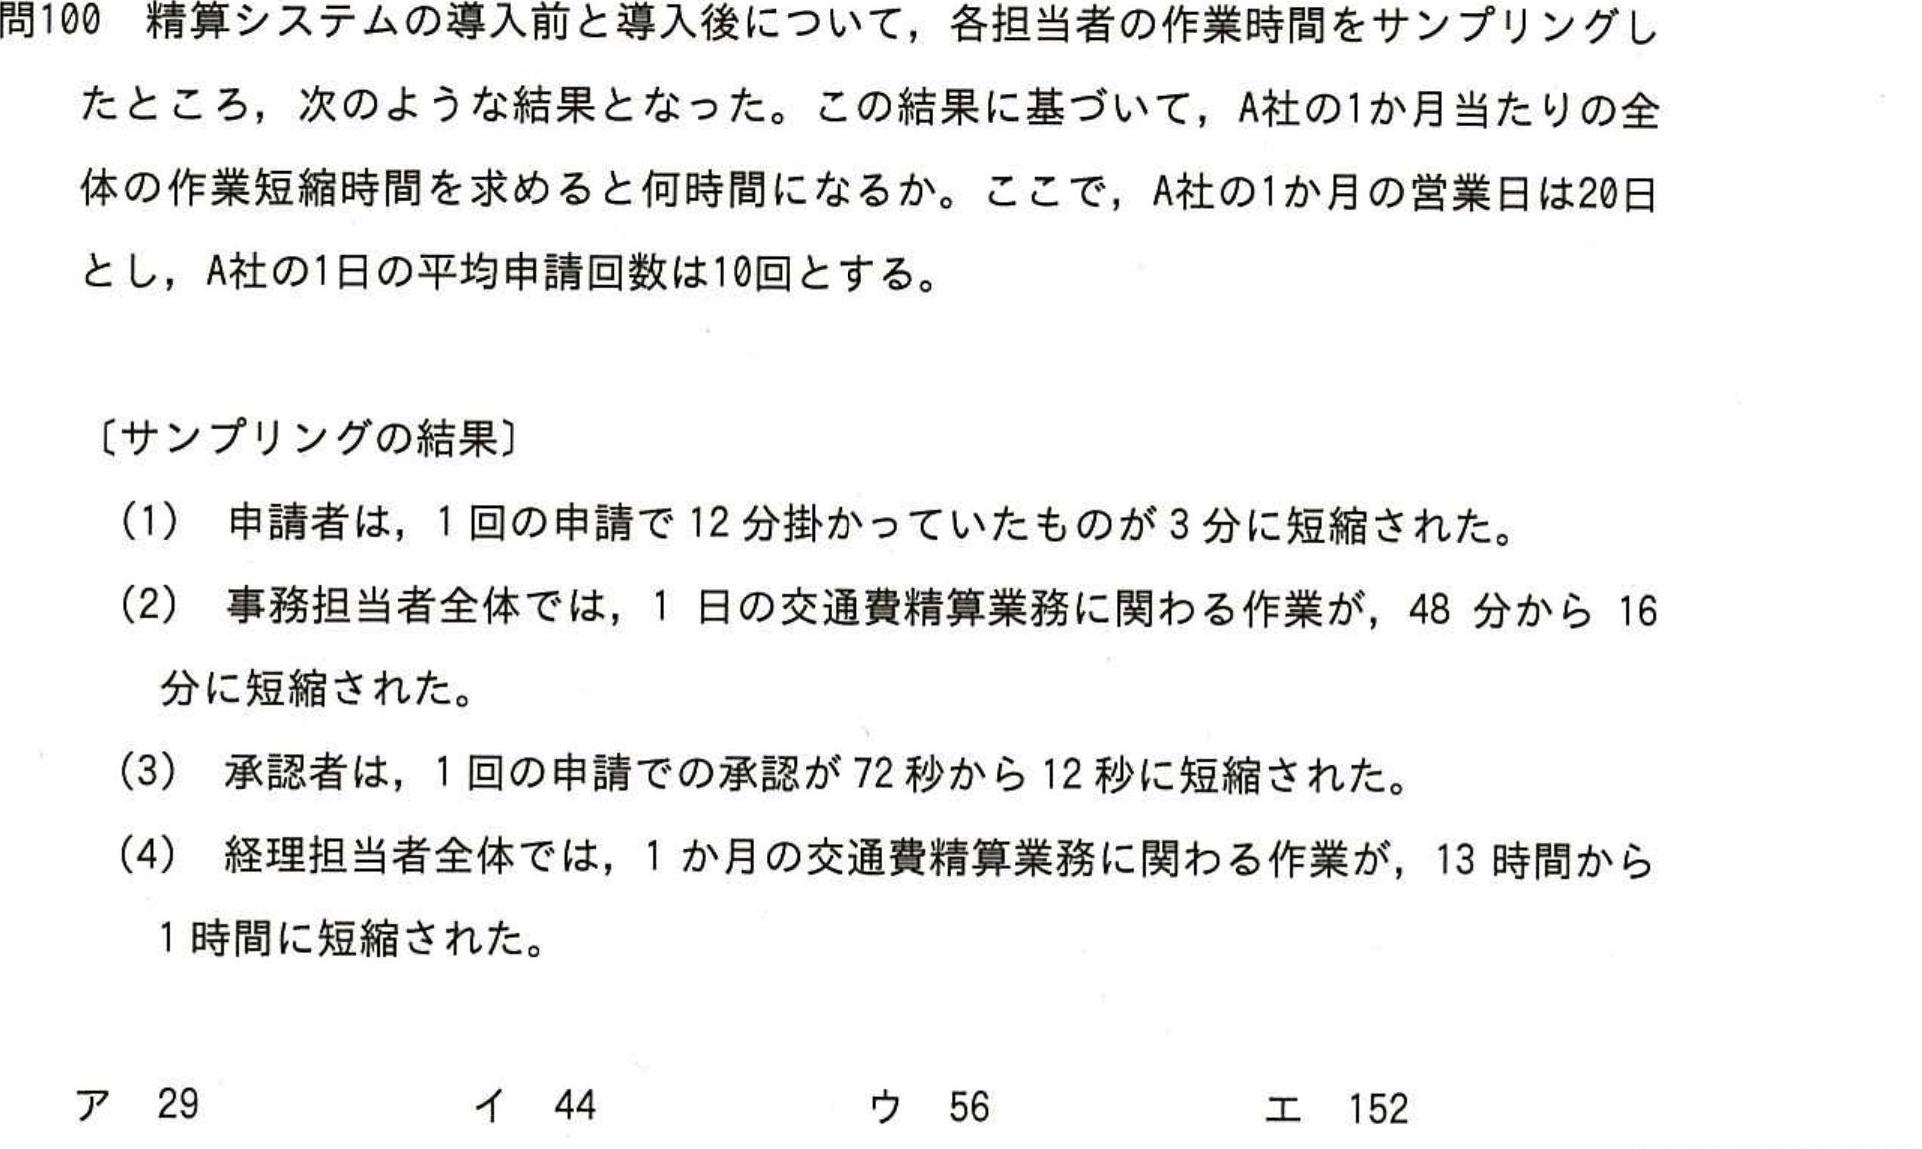 問100 精算システムの導入前と導入後について，各担当者の作業時間をサンプリングし
たところ，次のような結果となった。この結果に基づいて，A社の1か月当たりの全
体の作業短縮時間を求めると何時間になるか。ここで，A社の1か月の営業日は20日
とし，A社の1日の平均申請回数は10回とする。
〔サンプリングの結果〕
(1) 申請者は，1回の申請で12分掛かっていたものが3分に短縮された。
(2) 事務担当者全体では，1 日の交通費精算業務に関わる作業が，48 分から 16
分に短縮された。
(3) 承認者は，1回の申請での承認が72秒から12秒に短縮された。
(4) 経理担当者全体では，1 か月の交通費精算業務に関わる作業が，13 時間から
1時間に短縮された。
ア 29 イ 44 ウ 56 エ 152